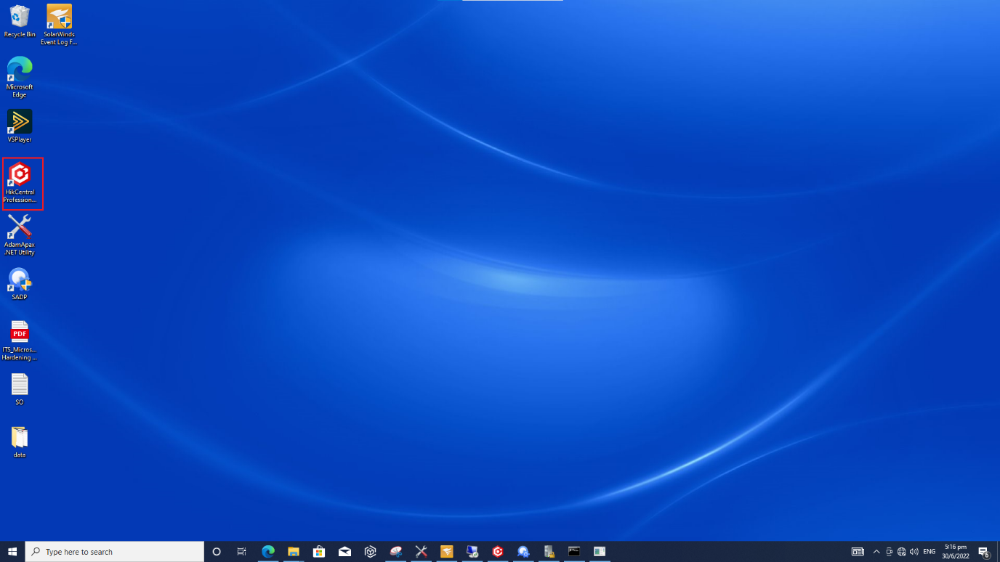 Recycle Bin
SolarWinds
Event Log F...
Microsoft
Edge
VSPlayer
HikCentral
Profession...
AdamApax
.NET Utility
SADP
PDF
ITS_Micros...
Hardening ...
SO
data
Type here to search
ENG
5:16 pm
30/6/2022
6